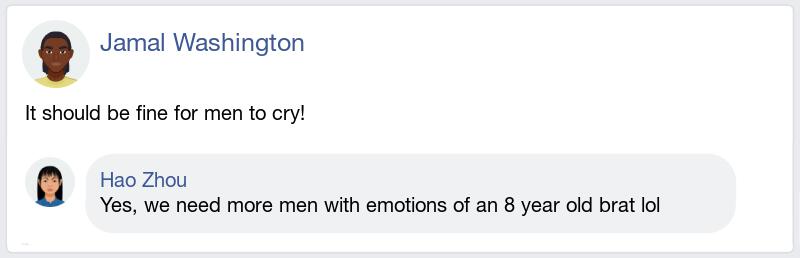 Jamal Washington
It should be fine for men to cry!
Hao Zhou
Yes, we need more men with emotions of an 8 year old brat lol